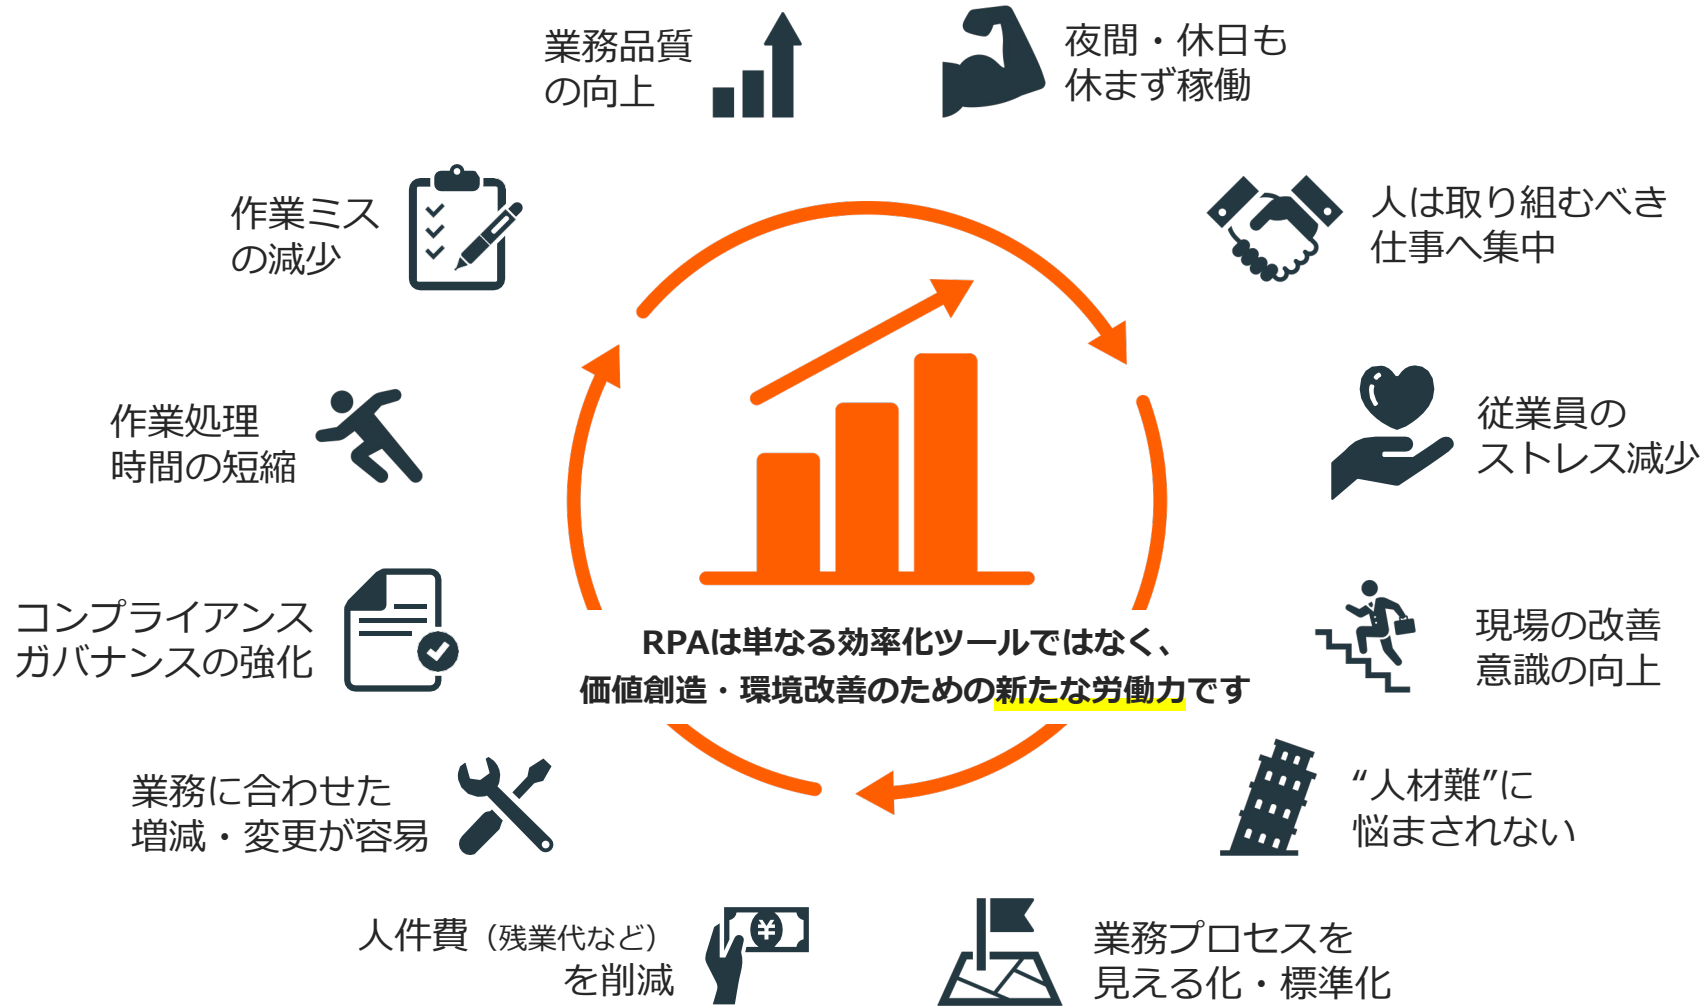 業務品質
の向上
夜間・休日も
休まず稼働
作業ミス
の減少
人は取り組むべき
仕事へ集中
作業処理
時間の短縮
従業員の
ストレス減少
コンプライアンス
ガバナンスの強化
RPAは単なる効率化ツールではなく、
価値創造・環境改善のための新たな労働力です
現場の改善
意識の向上
業務に合わせた
増減・変更が容易
“人材難”に
悩まされない
人件費（残業代など）
を削減
¥
業務プロセスを
見える化・標準化